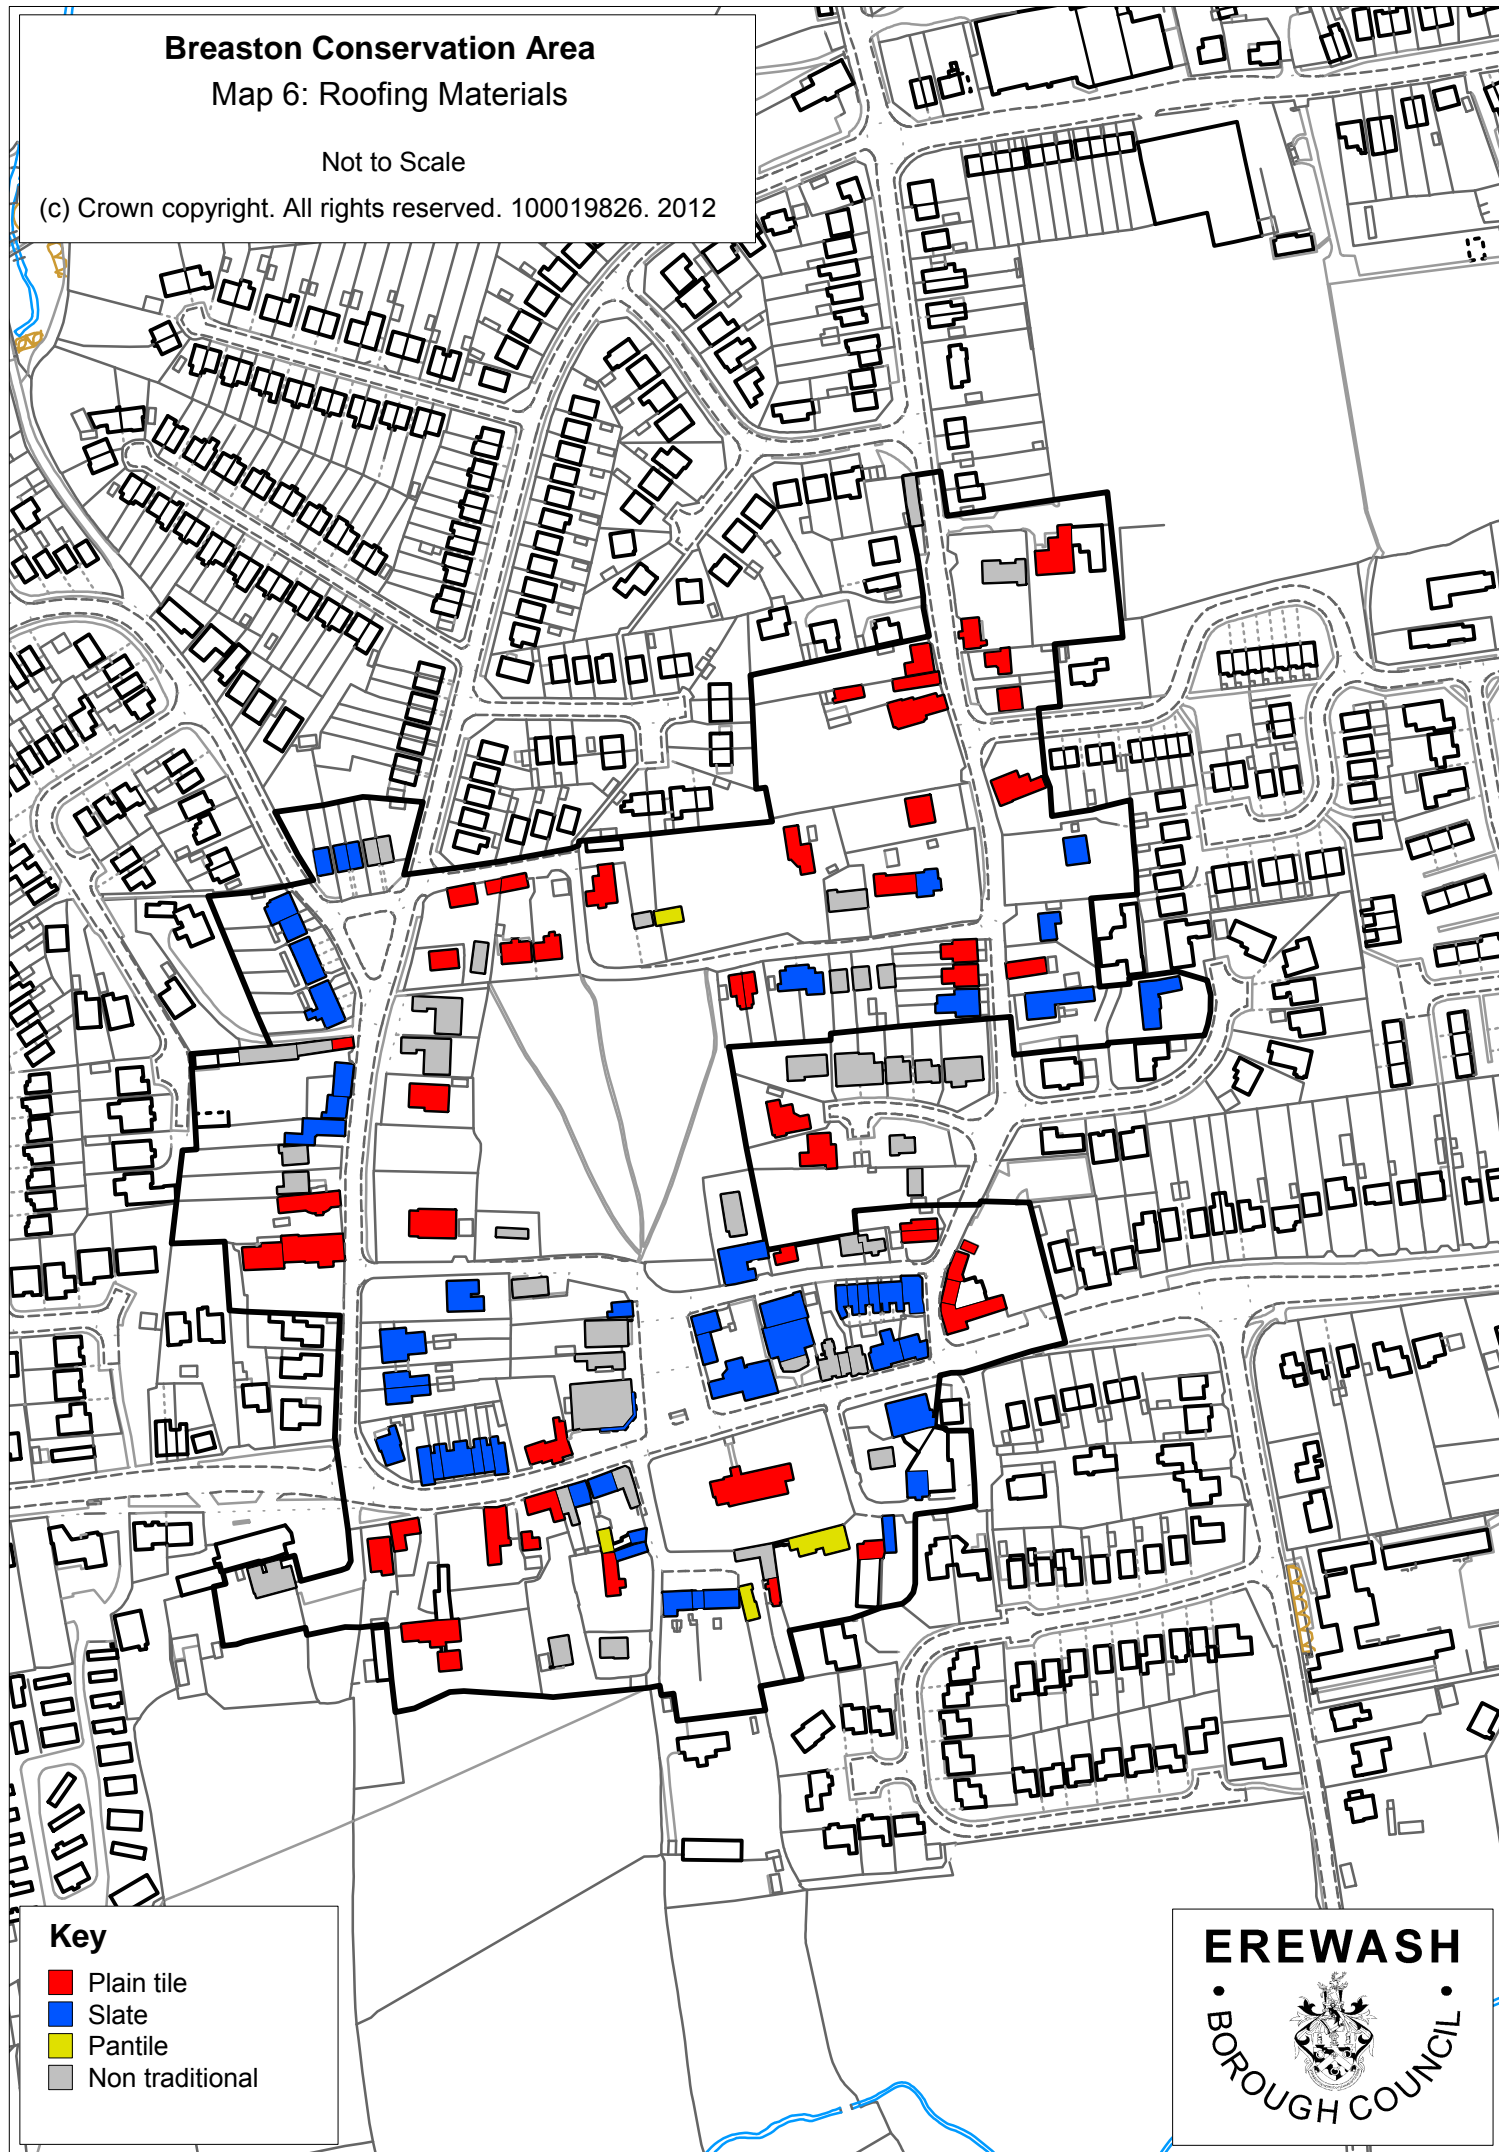 Breaston Conservation Area
Map 6: Roofing Materials
Not to Scale
(c) Crown copyright. All rights reserved. 100019826. 2012
Key
Plain tile
Slate
Pantile
Non traditional
EREWASH
• BOROUGH COUNCIL •